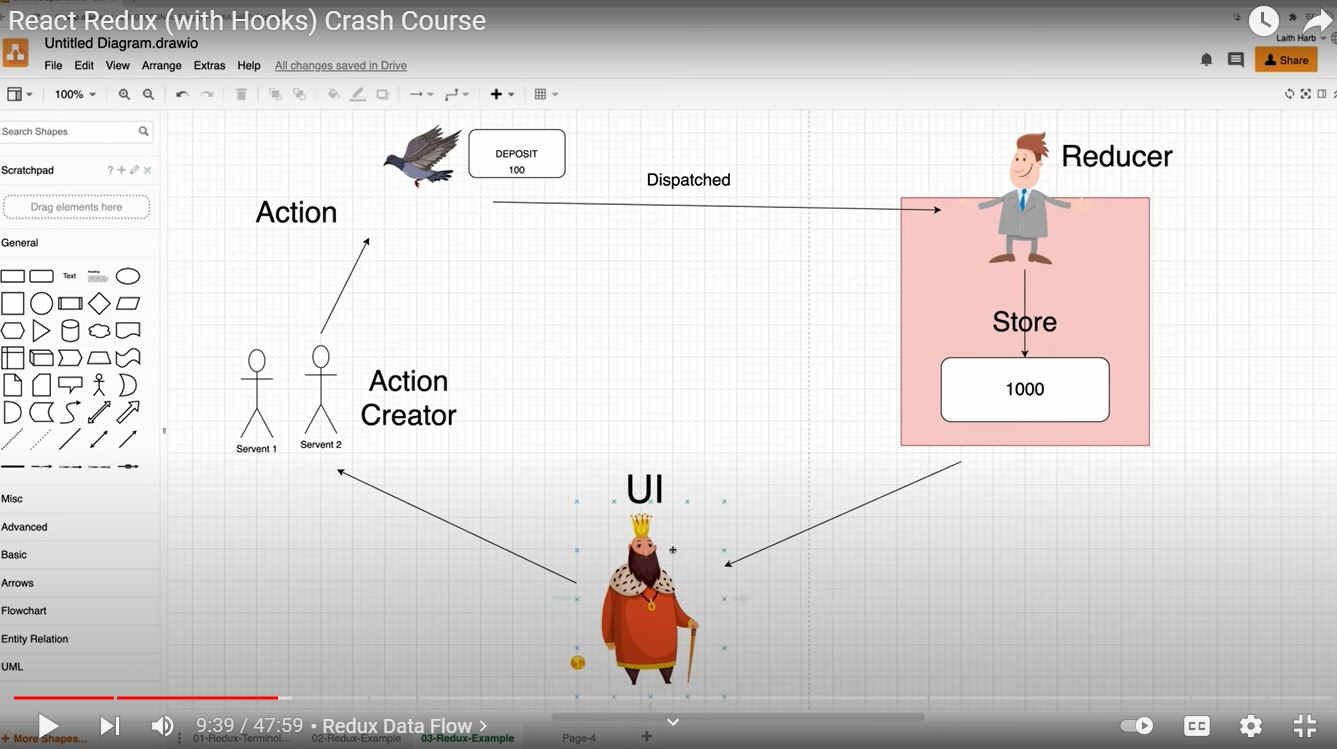 React Redux (with Hooks) Crash Course
Untitled Diagram.drawio
Laith Harb
File Edit View Arrange Extras Help All changes saved in Drive
Share
100%
Search Shapes
Scratchpad
?
Drag elements here
General
Text
Heading
Misc
Advanced
Basic
Arrows
Flowchart
Entity Relation
UML
+ More Shapes...
DEPOSIT
100
Dispatched
Action
Reducer
Store
1000
Action
Creator
Servent 1
Servent 2
UI
9:39 / 47:59 • Redux Data Flow >
CC
01-Redux-Terminol... 02-Redux-Example 03-Redux-Example Page-4